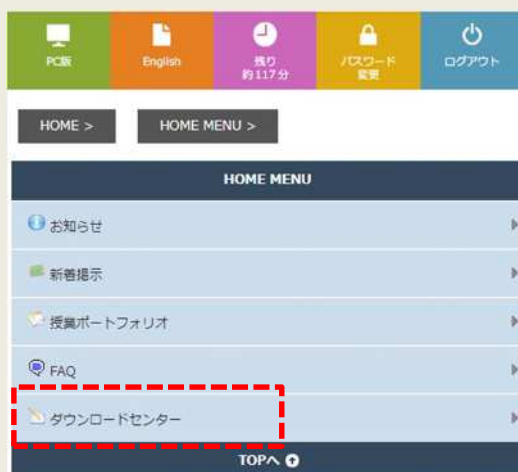 PC版
English
残り
約117分
パスワード
変更
ログアウト
HOME >
HOME MENU >
HOME MENU
お知らせ
新着掲示
授業ポートフォリオ
FAQ
ダウンロードセンター
TOPへ